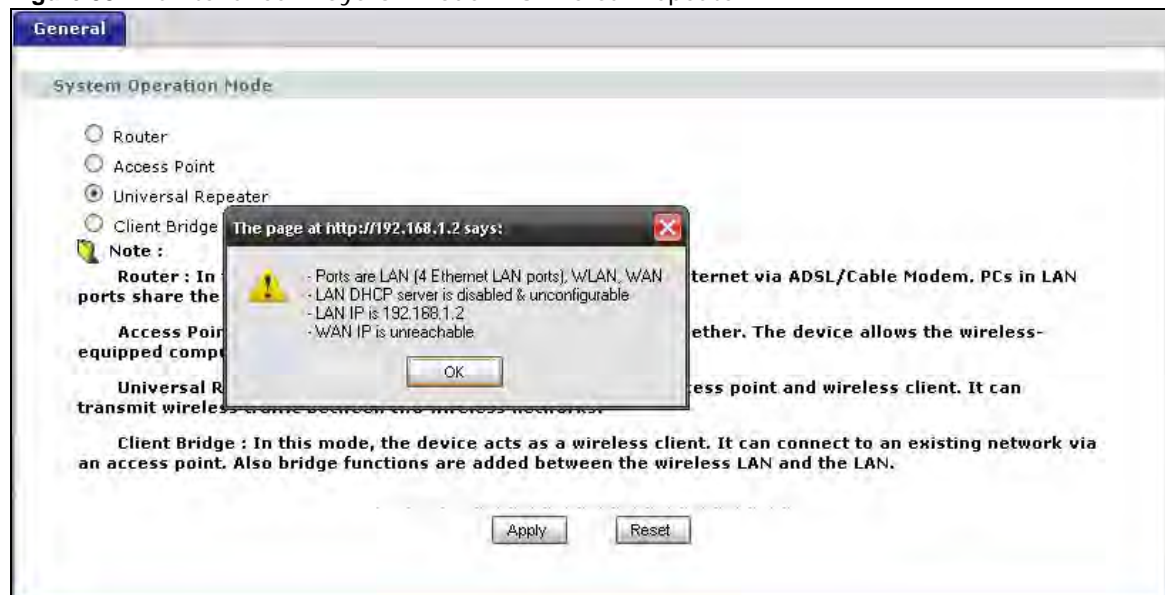 General
System Operation Mode
Router
Access Point
Universal Repeater
Client Bridge
Note :
Router : In
ternet via ADSL/Cable Modem. PCs in LAN
ports share the
Access Poin
ether. The device allows the wireless-
equipped comp
Universal R
ess point and wireless client. It can
transmit wireless
Client Bridge : In this mode, the device acts as a wireless client. It can connect to an existing network via
an access point. Also bridge functions are added between the wireless LAN and the LAN.
The page at http://192.168.1.2 says:
- Ports are LAN (4 Ethernet LAN ports), WLAN, WAN
- LAN DHCP server is disabled & unconfigurable
- LAN IP is 192.188.1.2
- WAN IP is unreachable
OK
Apply
Reset